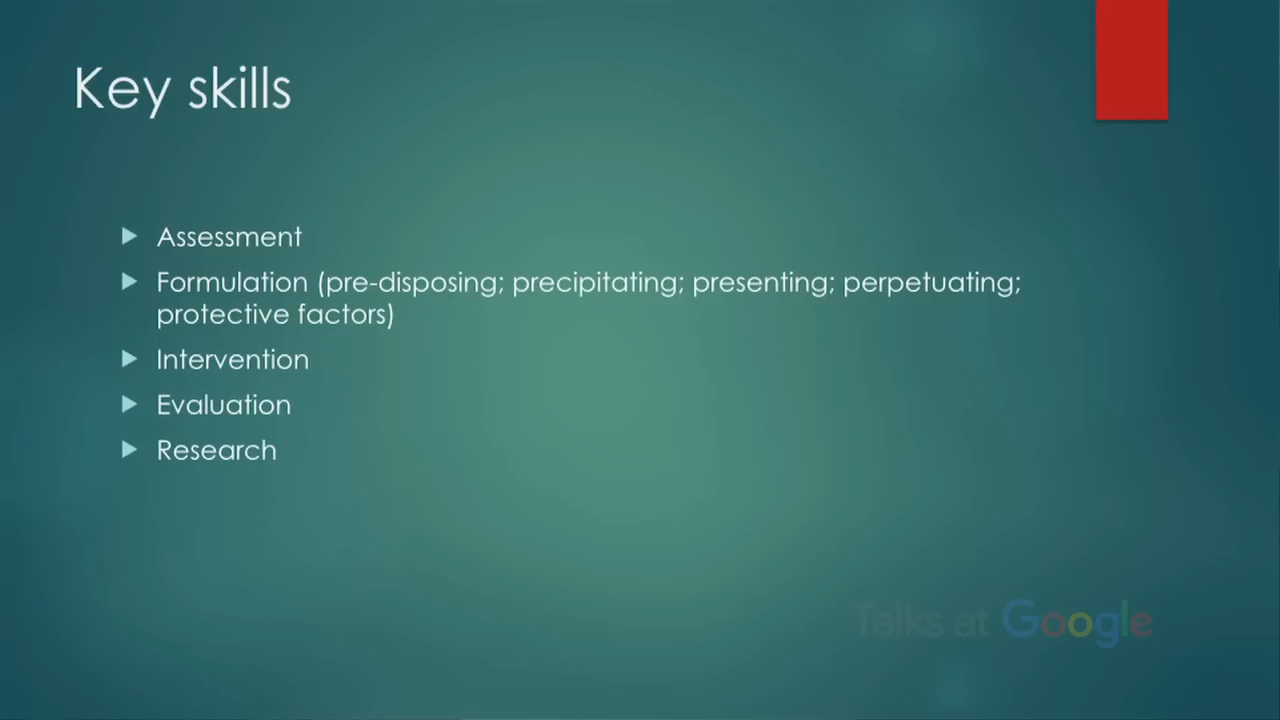 Key skills
Assessment
Formulation (pre-disposing; precipitating; presenting; perpetuating;
protective factors)
Intervention
Evaluation
Research
Talks at Google